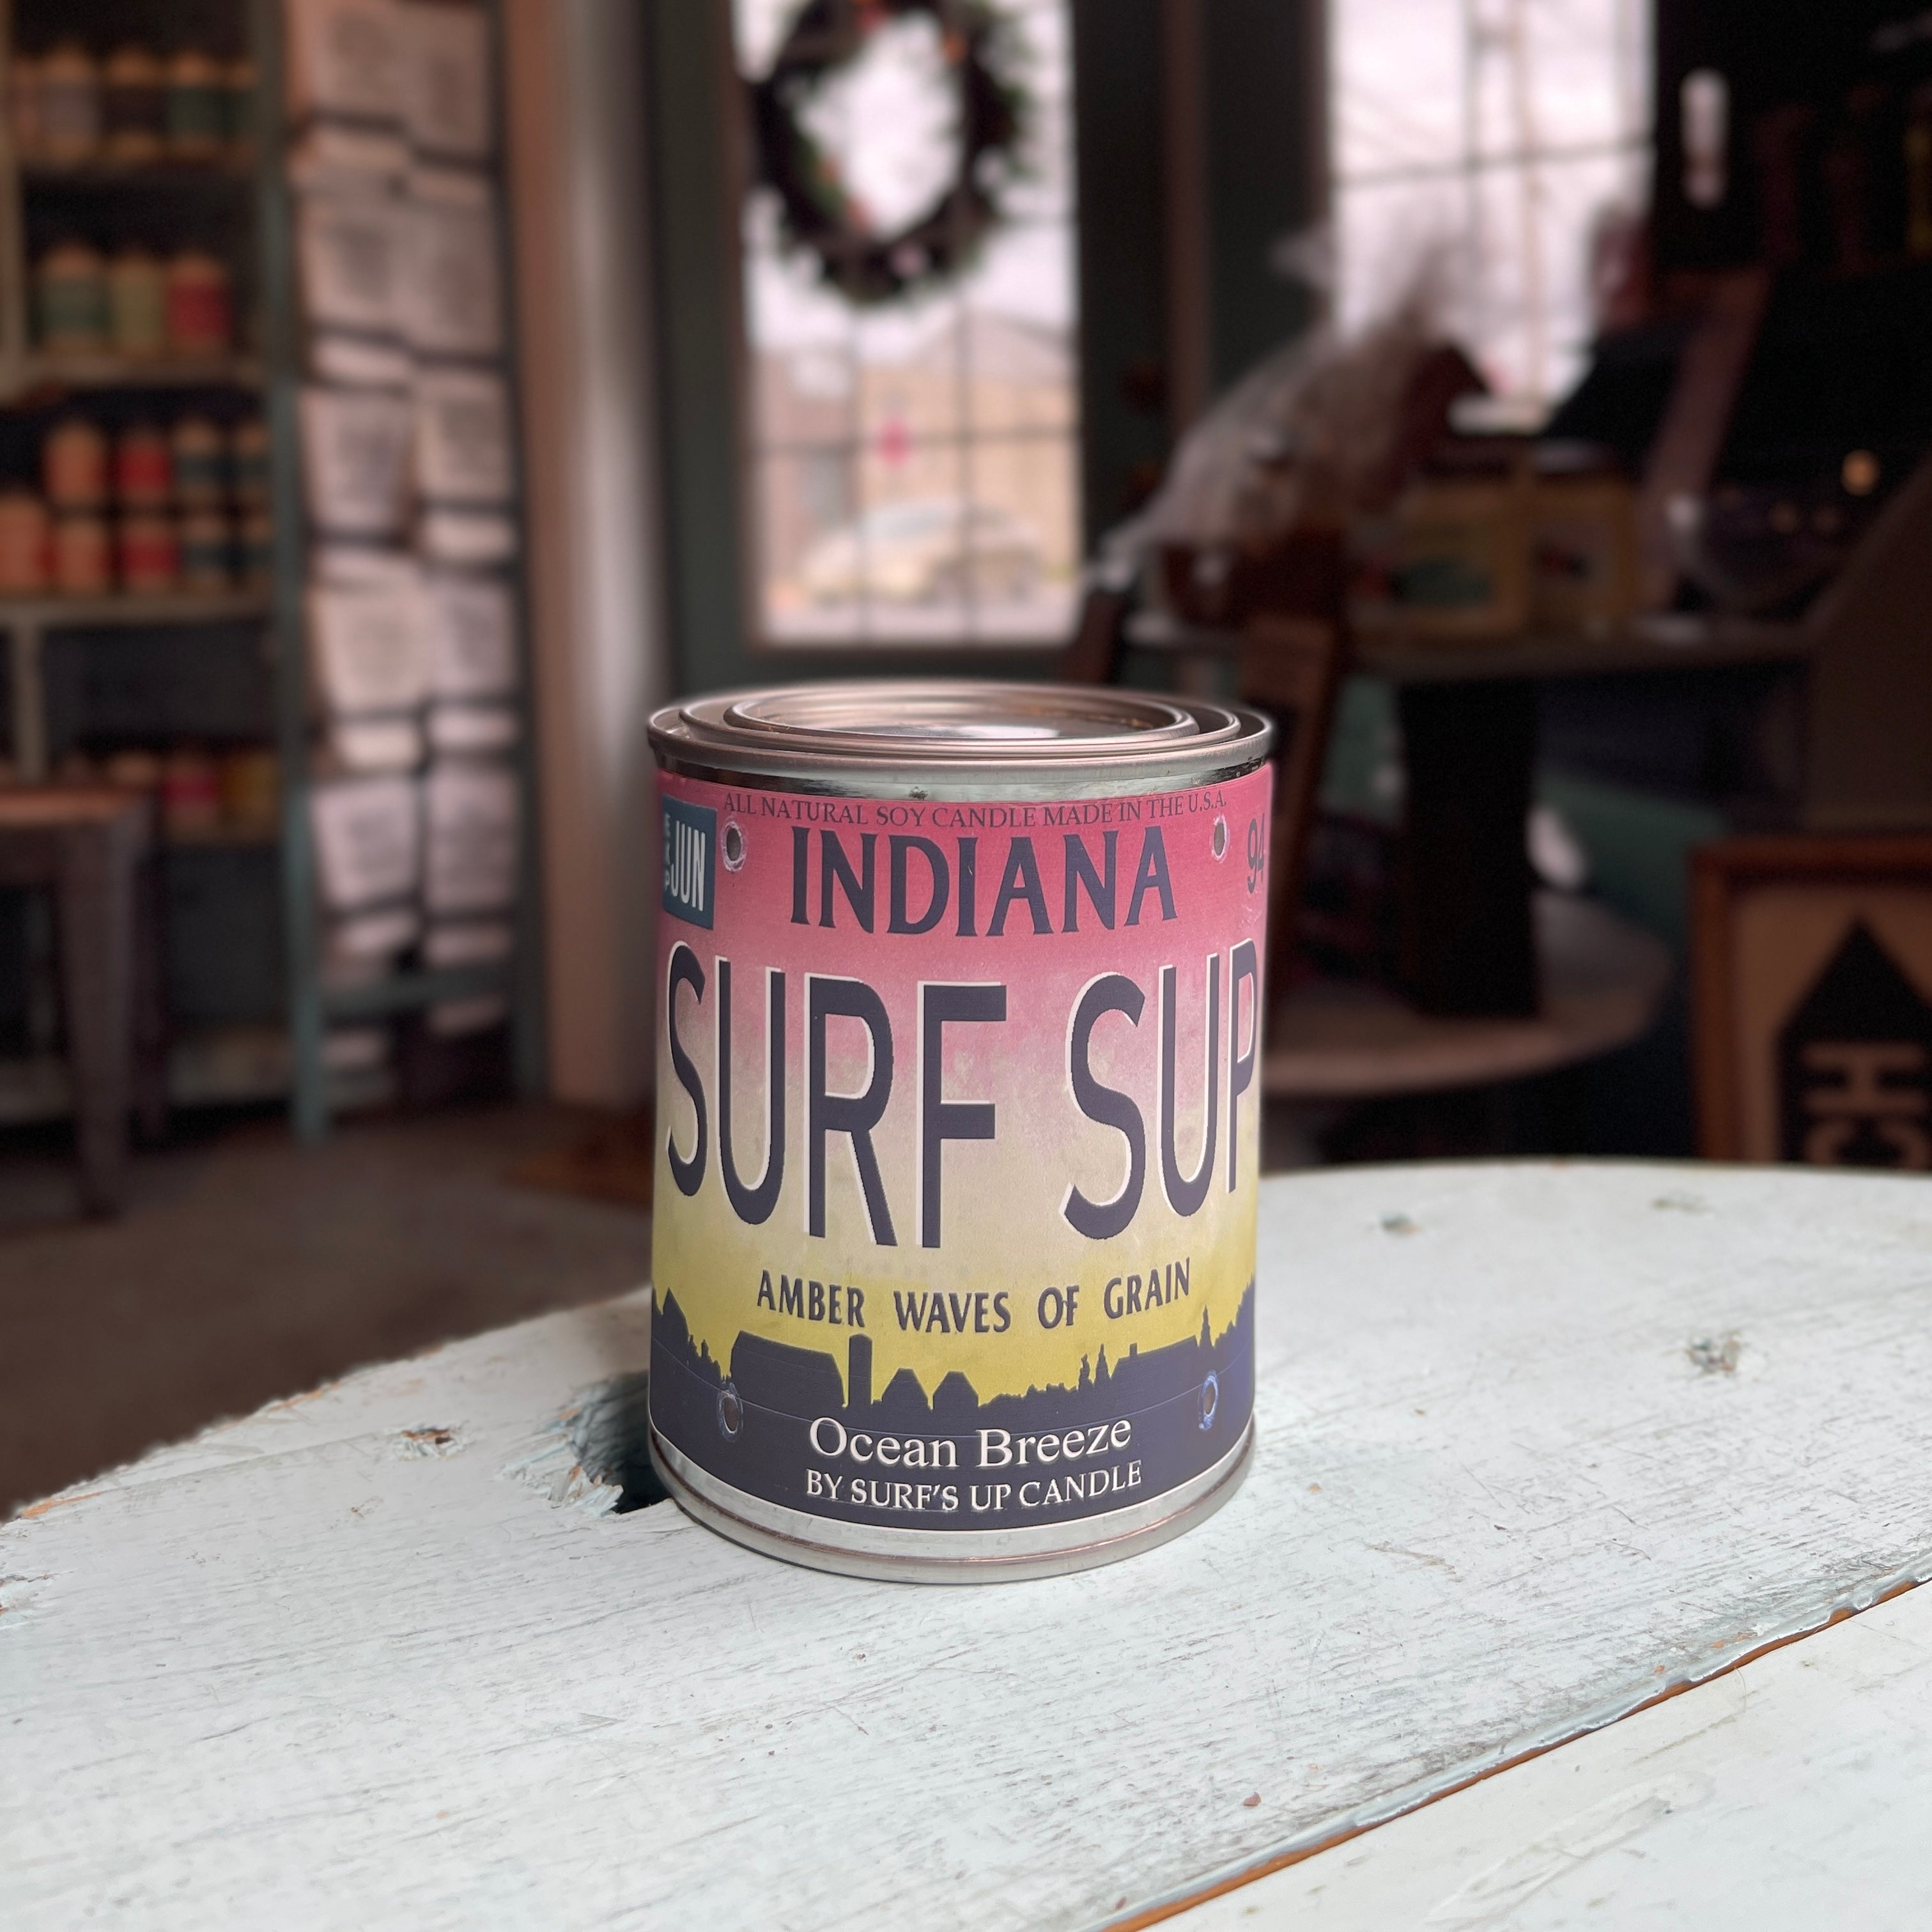 ALL NATURAL SOY CANDLE MADE IN THE U.S.A.
JUN
INDIANA
94
SURF SUP
AMBER WAVES OF GRAIN
Ocean Breeze
BY SURF'S UP CANDLE